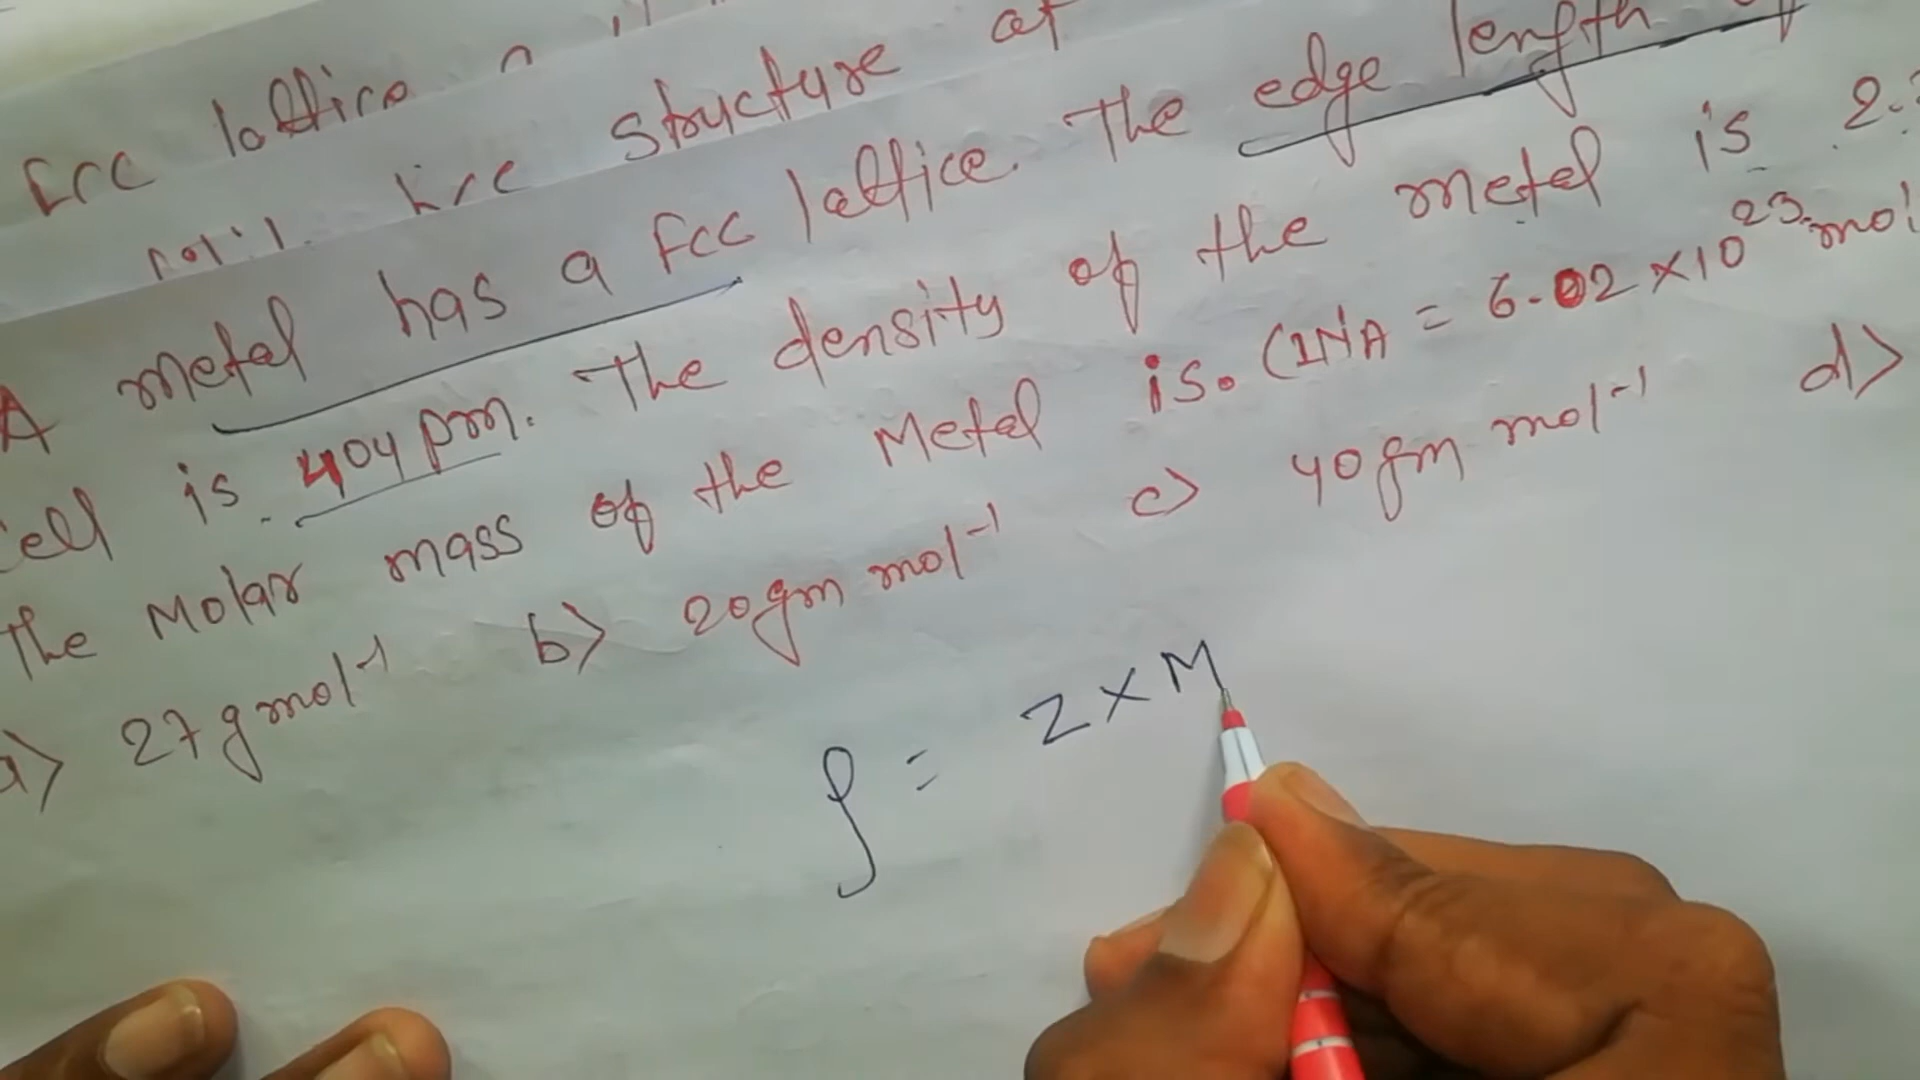 FCC lattice
structure at
A metal has a FCC lattice. The edge length of
cell is 404 pm. The density of the metal is 2.
The Molar mass of the Metal is. (NA = 6.02 × 10²³ mol
a) 27 g mol⁻¹ b) 20 gm mol⁻¹ c) 40 gm mol⁻¹ d)
ρ = Z × M